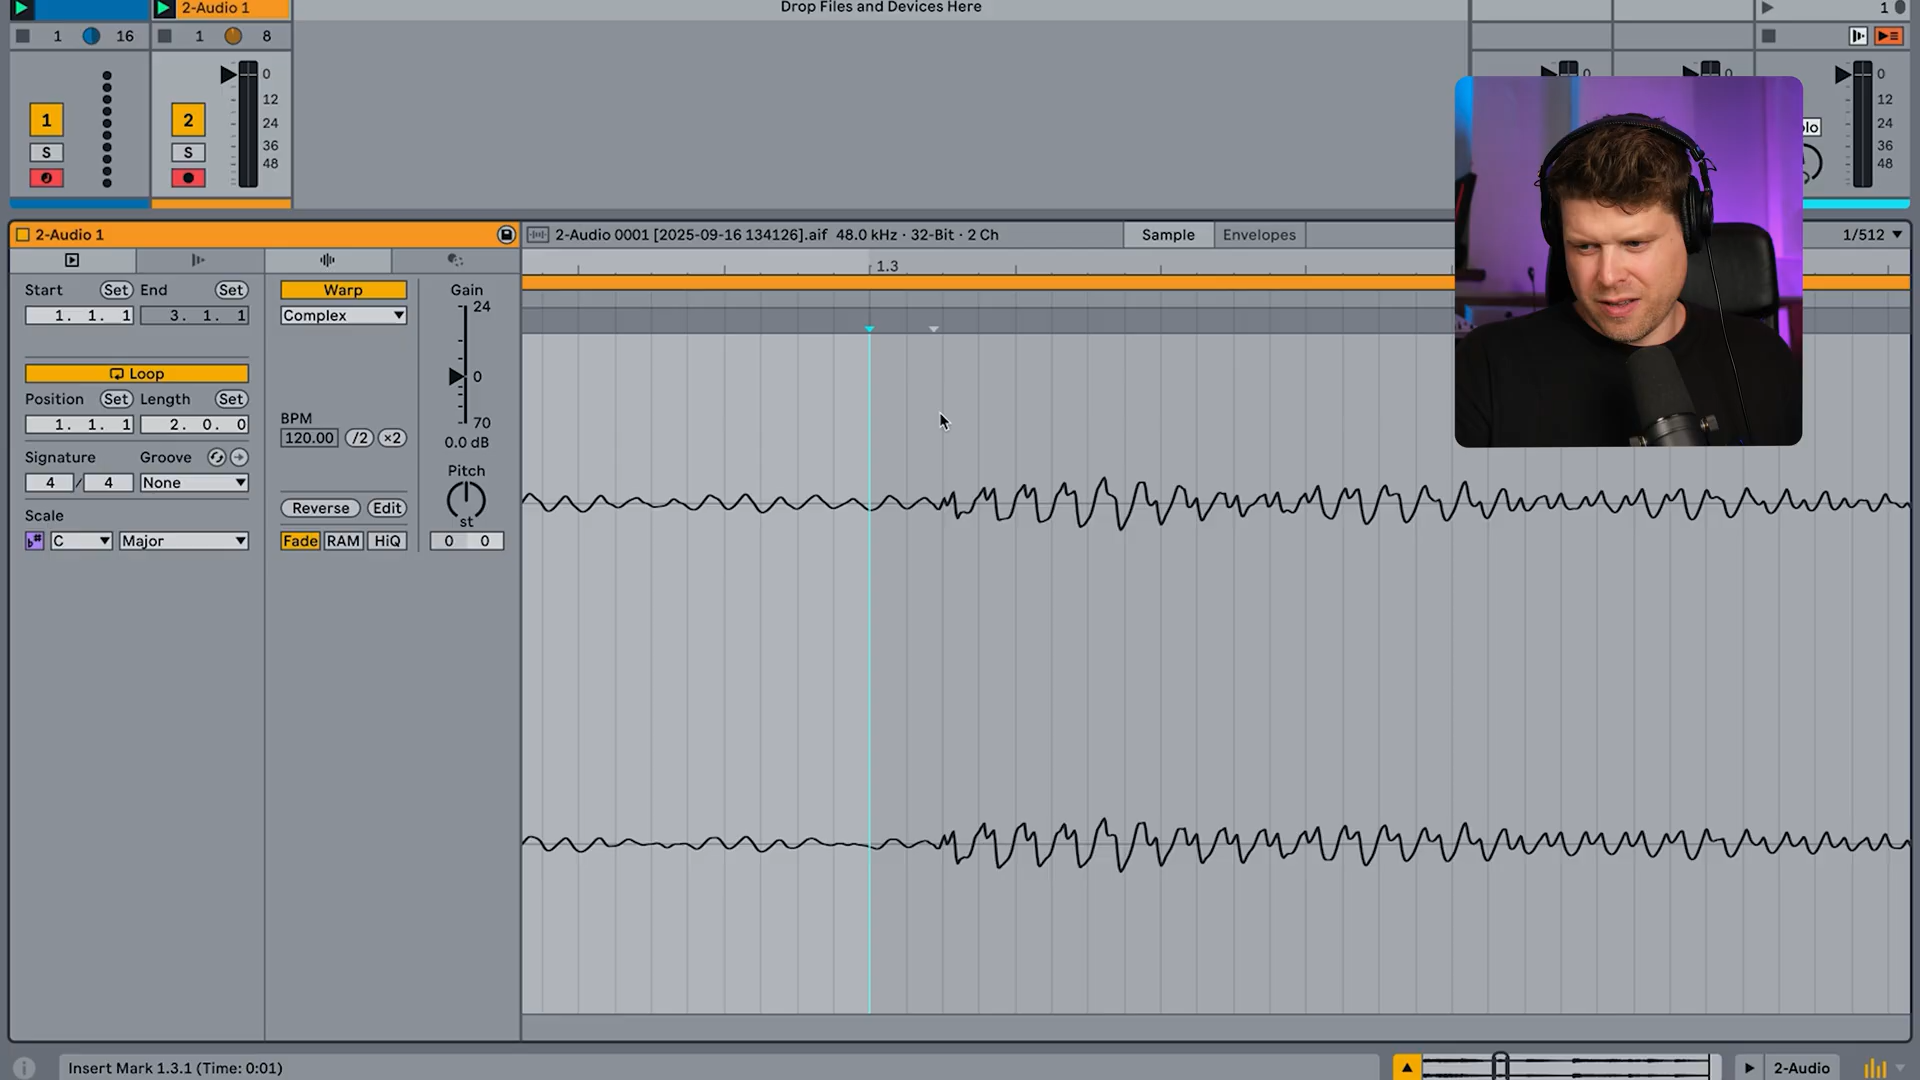 2-Audio 1
Drop Files and Devices Here
1
1 16 1 8
0 0 0 0
12 12
24 24
36 36
48 48
1 2
S S
lo
2-Audio 1
2-Audio 0001 [2025-09-16 134126].aif 48.0 kHz · 32-Bit · 2 Ch
Sample Envelopes
1/512
1.3
Start Set End Set
1. 1. 1 3. 1. 1
Loop
Position Set Length Set
1. 1. 1 2. 0. 0
Signature Groove
4 / 4 None
Scale
C Major
Warp
Complex
BPM
120.00 /2 ×2
Reverse Edit
Fade RAM HiQ
Gain
24
0
70
0.0 dB
Pitch
st
0 0
Insert Mark 1.3.1 (Time: 0:01)
2-Audio